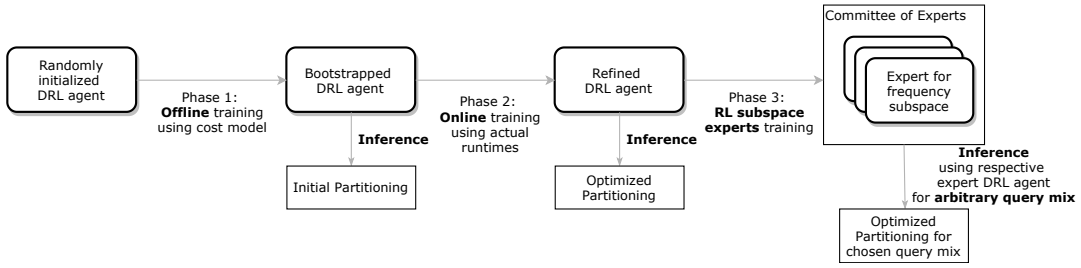 Randomly
initialized
DRL agent
Phase 1:
Offline training
using cost model
Bootstrapped
DRL agent
Inference
Initial Partitioning
Phase 2:
Online training
using actual
runtimes
Refined
DRL agent
Inference
Optimized
Partitioning
Phase 3:
RL subspace
experts training
Committee of Experts
Expert for
frequency
subspace
Inference
using respective
expert DRL agent
for arbitrary query mix
Optimized
Partitioning for
chosen query mix